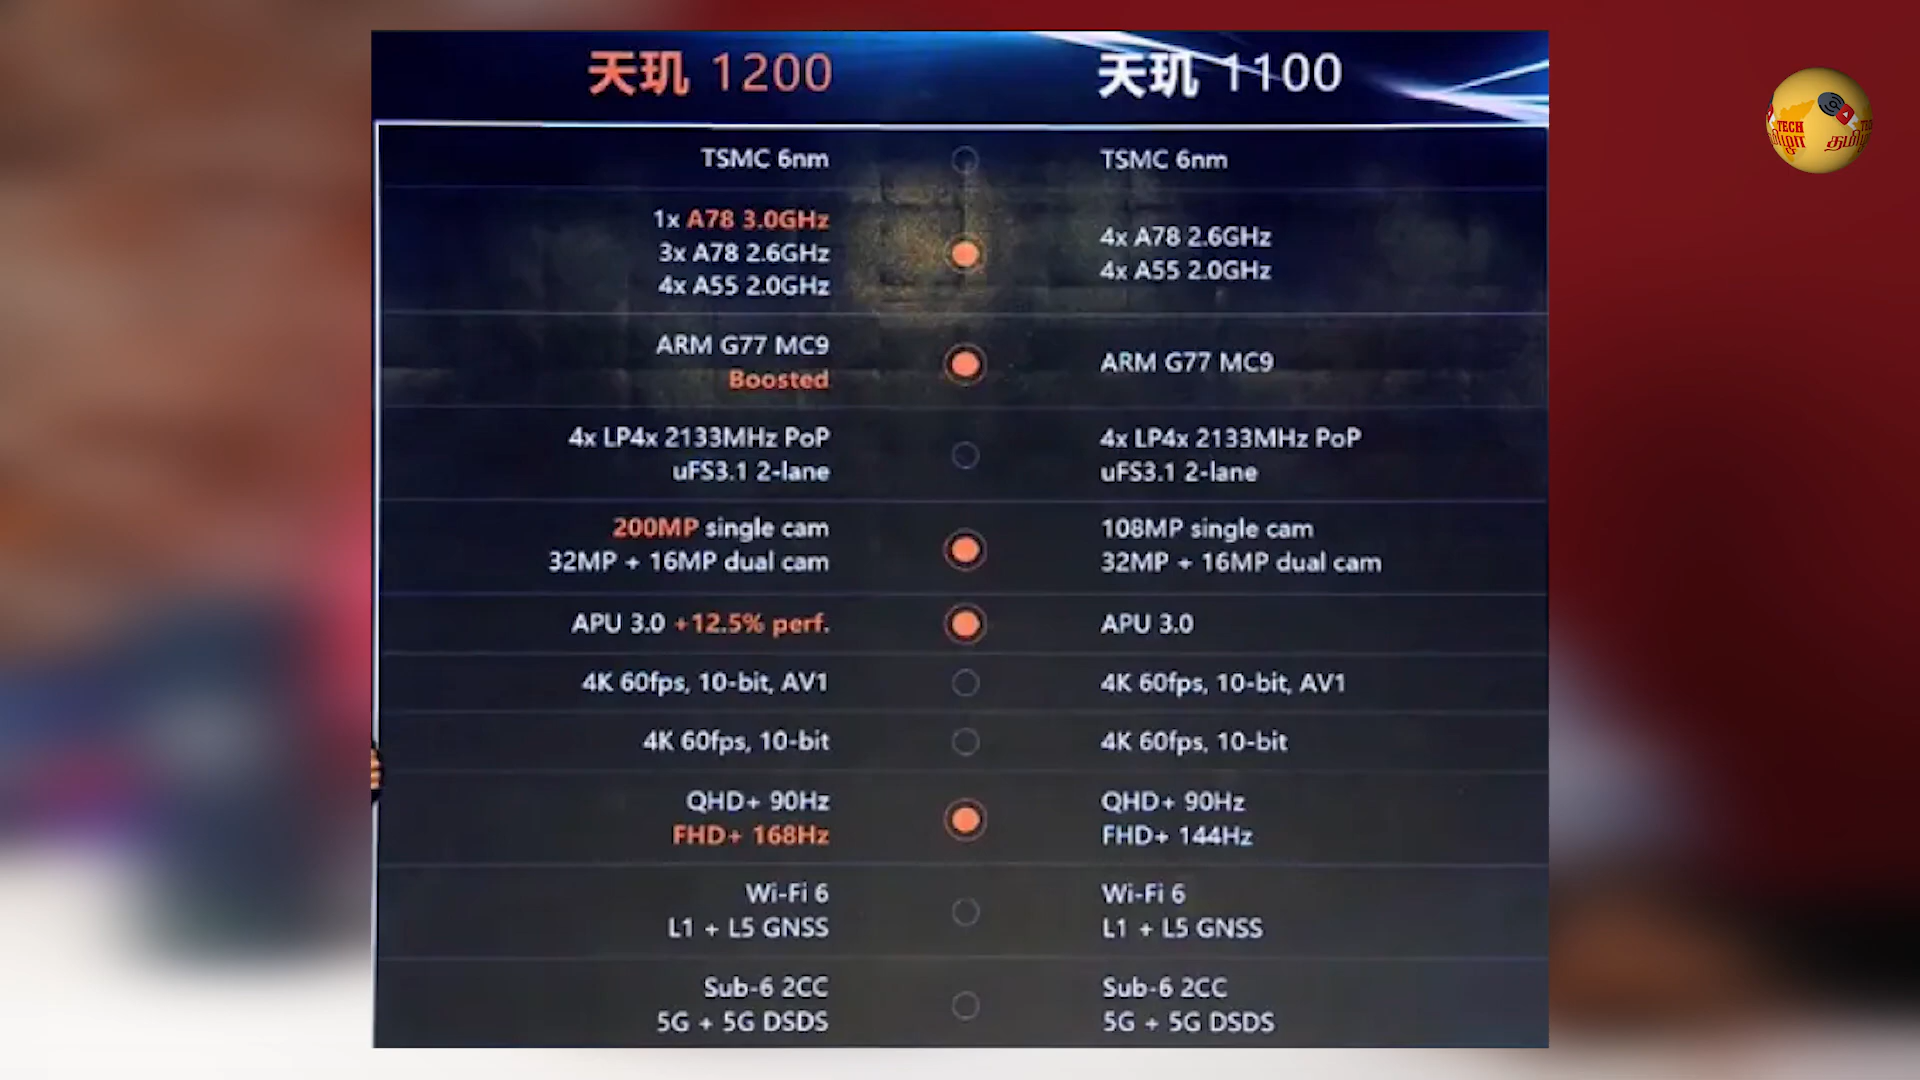 天玑 1200
天玑 1100
TSMC 6nm
TSMC 6nm
1x A78 3.0GHz
3x A78 2.6GHz
4x A55 2.0GHz
4x A78 2.6GHz
4x A55 2.0GHz
ARM G77 MC9
Boosted
ARM G77 MC9
4x LP4x 2133MHz PoP
uFS3.1 2-lane
4x LP4x 2133MHz PoP
uFS3.1 2-lane
200MP single cam
32MP + 16MP dual cam
108MP single cam
32MP + 16MP dual cam
APU 3.0 +12.5% perf.
APU 3.0
4K 60fps, 10-bit, AV1
4K 60fps, 10-bit, AV1
4K 60fps, 10-bit
4K 60fps, 10-bit
QHD+ 90Hz
FHD+ 168Hz
QHD+ 90Hz
FHD+ 144Hz
Wi-Fi 6
L1 + L5 GNSS
Wi-Fi 6
L1 + L5 GNSS
Sub-6 2CC
5G + 5G DSDS
Sub-6 2CC
5G + 5G DSDS
TECH